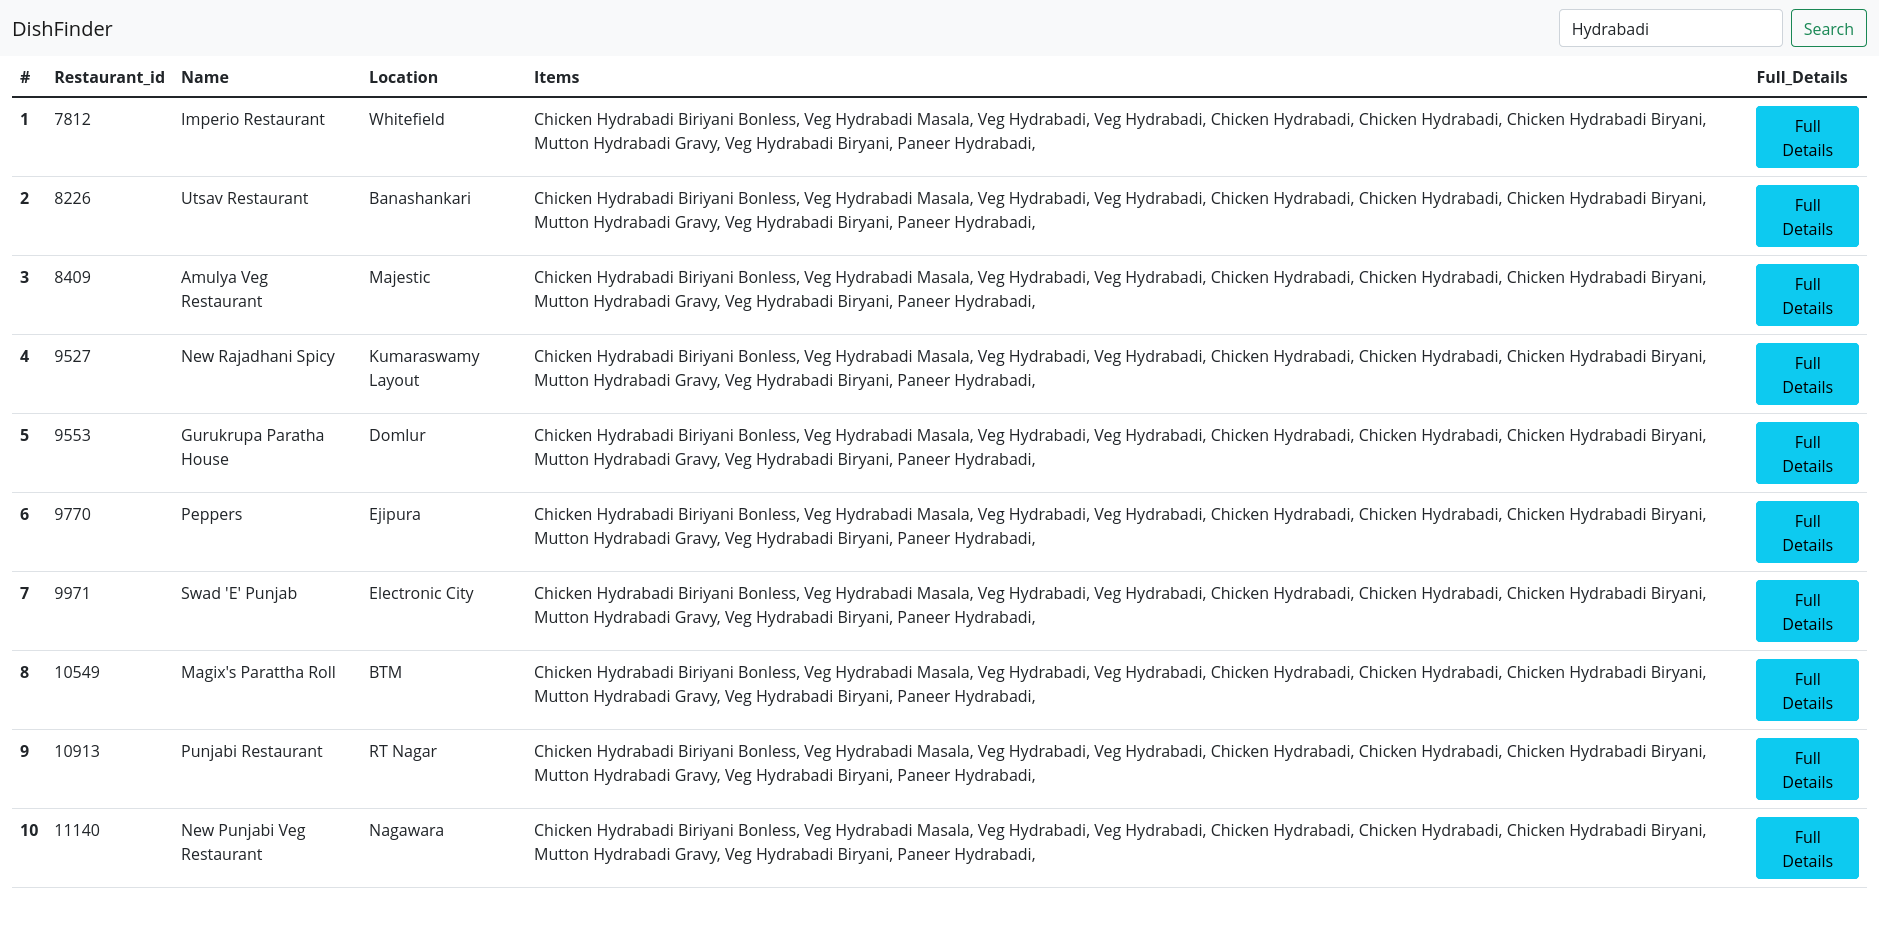 DishFinder Hydrabadi Search
# Restaurant_id Name Location Items Full_Details
1 7812 Imperio Restaurant Whitefield Chicken Hydrabadi Biriyani Bonless, Veg Hydrabadi Masala, Veg Hydrabadi, Veg Hydrabadi, Chicken Hydrabadi, Chicken Hydrabadi, Chicken Hydrabadi Biryani, Full
Mutton Hydrabadi Gravy, Veg Hydrabadi Biryani, Paneer Hydrabadi, Details
2 8226 Utsav Restaurant Banashankari Chicken Hydrabadi Biriyani Bonless, Veg Hydrabadi Masala, Veg Hydrabadi, Veg Hydrabadi, Chicken Hydrabadi, Chicken Hydrabadi, Chicken Hydrabadi Biryani, Full
Mutton Hydrabadi Gravy, Veg Hydrabadi Biryani, Paneer Hydrabadi, Details
3 8409 Amulya Veg Majestic Chicken Hydrabadi Biriyani Bonless, Veg Hydrabadi Masala, Veg Hydrabadi, Veg Hydrabadi, Chicken Hydrabadi, Chicken Hydrabadi, Chicken Hydrabadi Biryani, Full
Restaurant Mutton Hydrabadi Gravy, Veg Hydrabadi Biryani, Paneer Hydrabadi, Details
4 9527 New Rajadhani Spicy Kumaraswamy Chicken Hydrabadi Biriyani Bonless, Veg Hydrabadi Masala, Veg Hydrabadi, Veg Hydrabadi, Chicken Hydrabadi, Chicken Hydrabadi, Chicken Hydrabadi Biryani, Full
Layout Mutton Hydrabadi Gravy, Veg Hydrabadi Biryani, Paneer Hydrabadi, Details
5 9553 Gurukrupa Paratha Domlur Chicken Hydrabadi Biriyani Bonless, Veg Hydrabadi Masala, Veg Hydrabadi, Veg Hydrabadi, Chicken Hydrabadi, Chicken Hydrabadi, Chicken Hydrabadi Biryani, Full
House Mutton Hydrabadi Gravy, Veg Hydrabadi Biryani, Paneer Hydrabadi, Details
6 9770 Peppers Ejipura Chicken Hydrabadi Biriyani Bonless, Veg Hydrabadi Masala, Veg Hydrabadi, Veg Hydrabadi, Chicken Hydrabadi, Chicken Hydrabadi, Chicken Hydrabadi Biryani, Full
Mutton Hydrabadi Gravy, Veg Hydrabadi Biryani, Paneer Hydrabadi, Details
7 9971 Swad 'E' Punjab Electronic City Chicken Hydrabadi Biriyani Bonless, Veg Hydrabadi Masala, Veg Hydrabadi, Veg Hydrabadi, Chicken Hydrabadi, Chicken Hydrabadi, Chicken Hydrabadi Biryani, Full
Mutton Hydrabadi Gravy, Veg Hydrabadi Biryani, Paneer Hydrabadi, Details
8 10549 Magix's Parattha Roll BTM Chicken Hydrabadi Biriyani Bonless, Veg Hydrabadi Masala, Veg Hydrabadi, Veg Hydrabadi, Chicken Hydrabadi, Chicken Hydrabadi, Chicken Hydrabadi Biryani, Full
Mutton Hydrabadi Gravy, Veg Hydrabadi Biryani, Paneer Hydrabadi, Details
9 10913 Punjabi Restaurant RT Nagar Chicken Hydrabadi Biriyani Bonless, Veg Hydrabadi Masala, Veg Hydrabadi, Veg Hydrabadi, Chicken Hydrabadi, Chicken Hydrabadi, Chicken Hydrabadi Biryani, Full
Mutton Hydrabadi Gravy, Veg Hydrabadi Biryani, Paneer Hydrabadi, Details
10 11140 New Punjabi Veg Nagawara Chicken Hydrabadi Biriyani Bonless, Veg Hydrabadi Masala, Veg Hydrabadi, Veg Hydrabadi, Chicken Hydrabadi, Chicken Hydrabadi, Chicken Hydrabadi Biryani, Full
Restaurant Mutton Hydrabadi Gravy, Veg Hydrabadi Biryani, Paneer Hydrabadi, Details